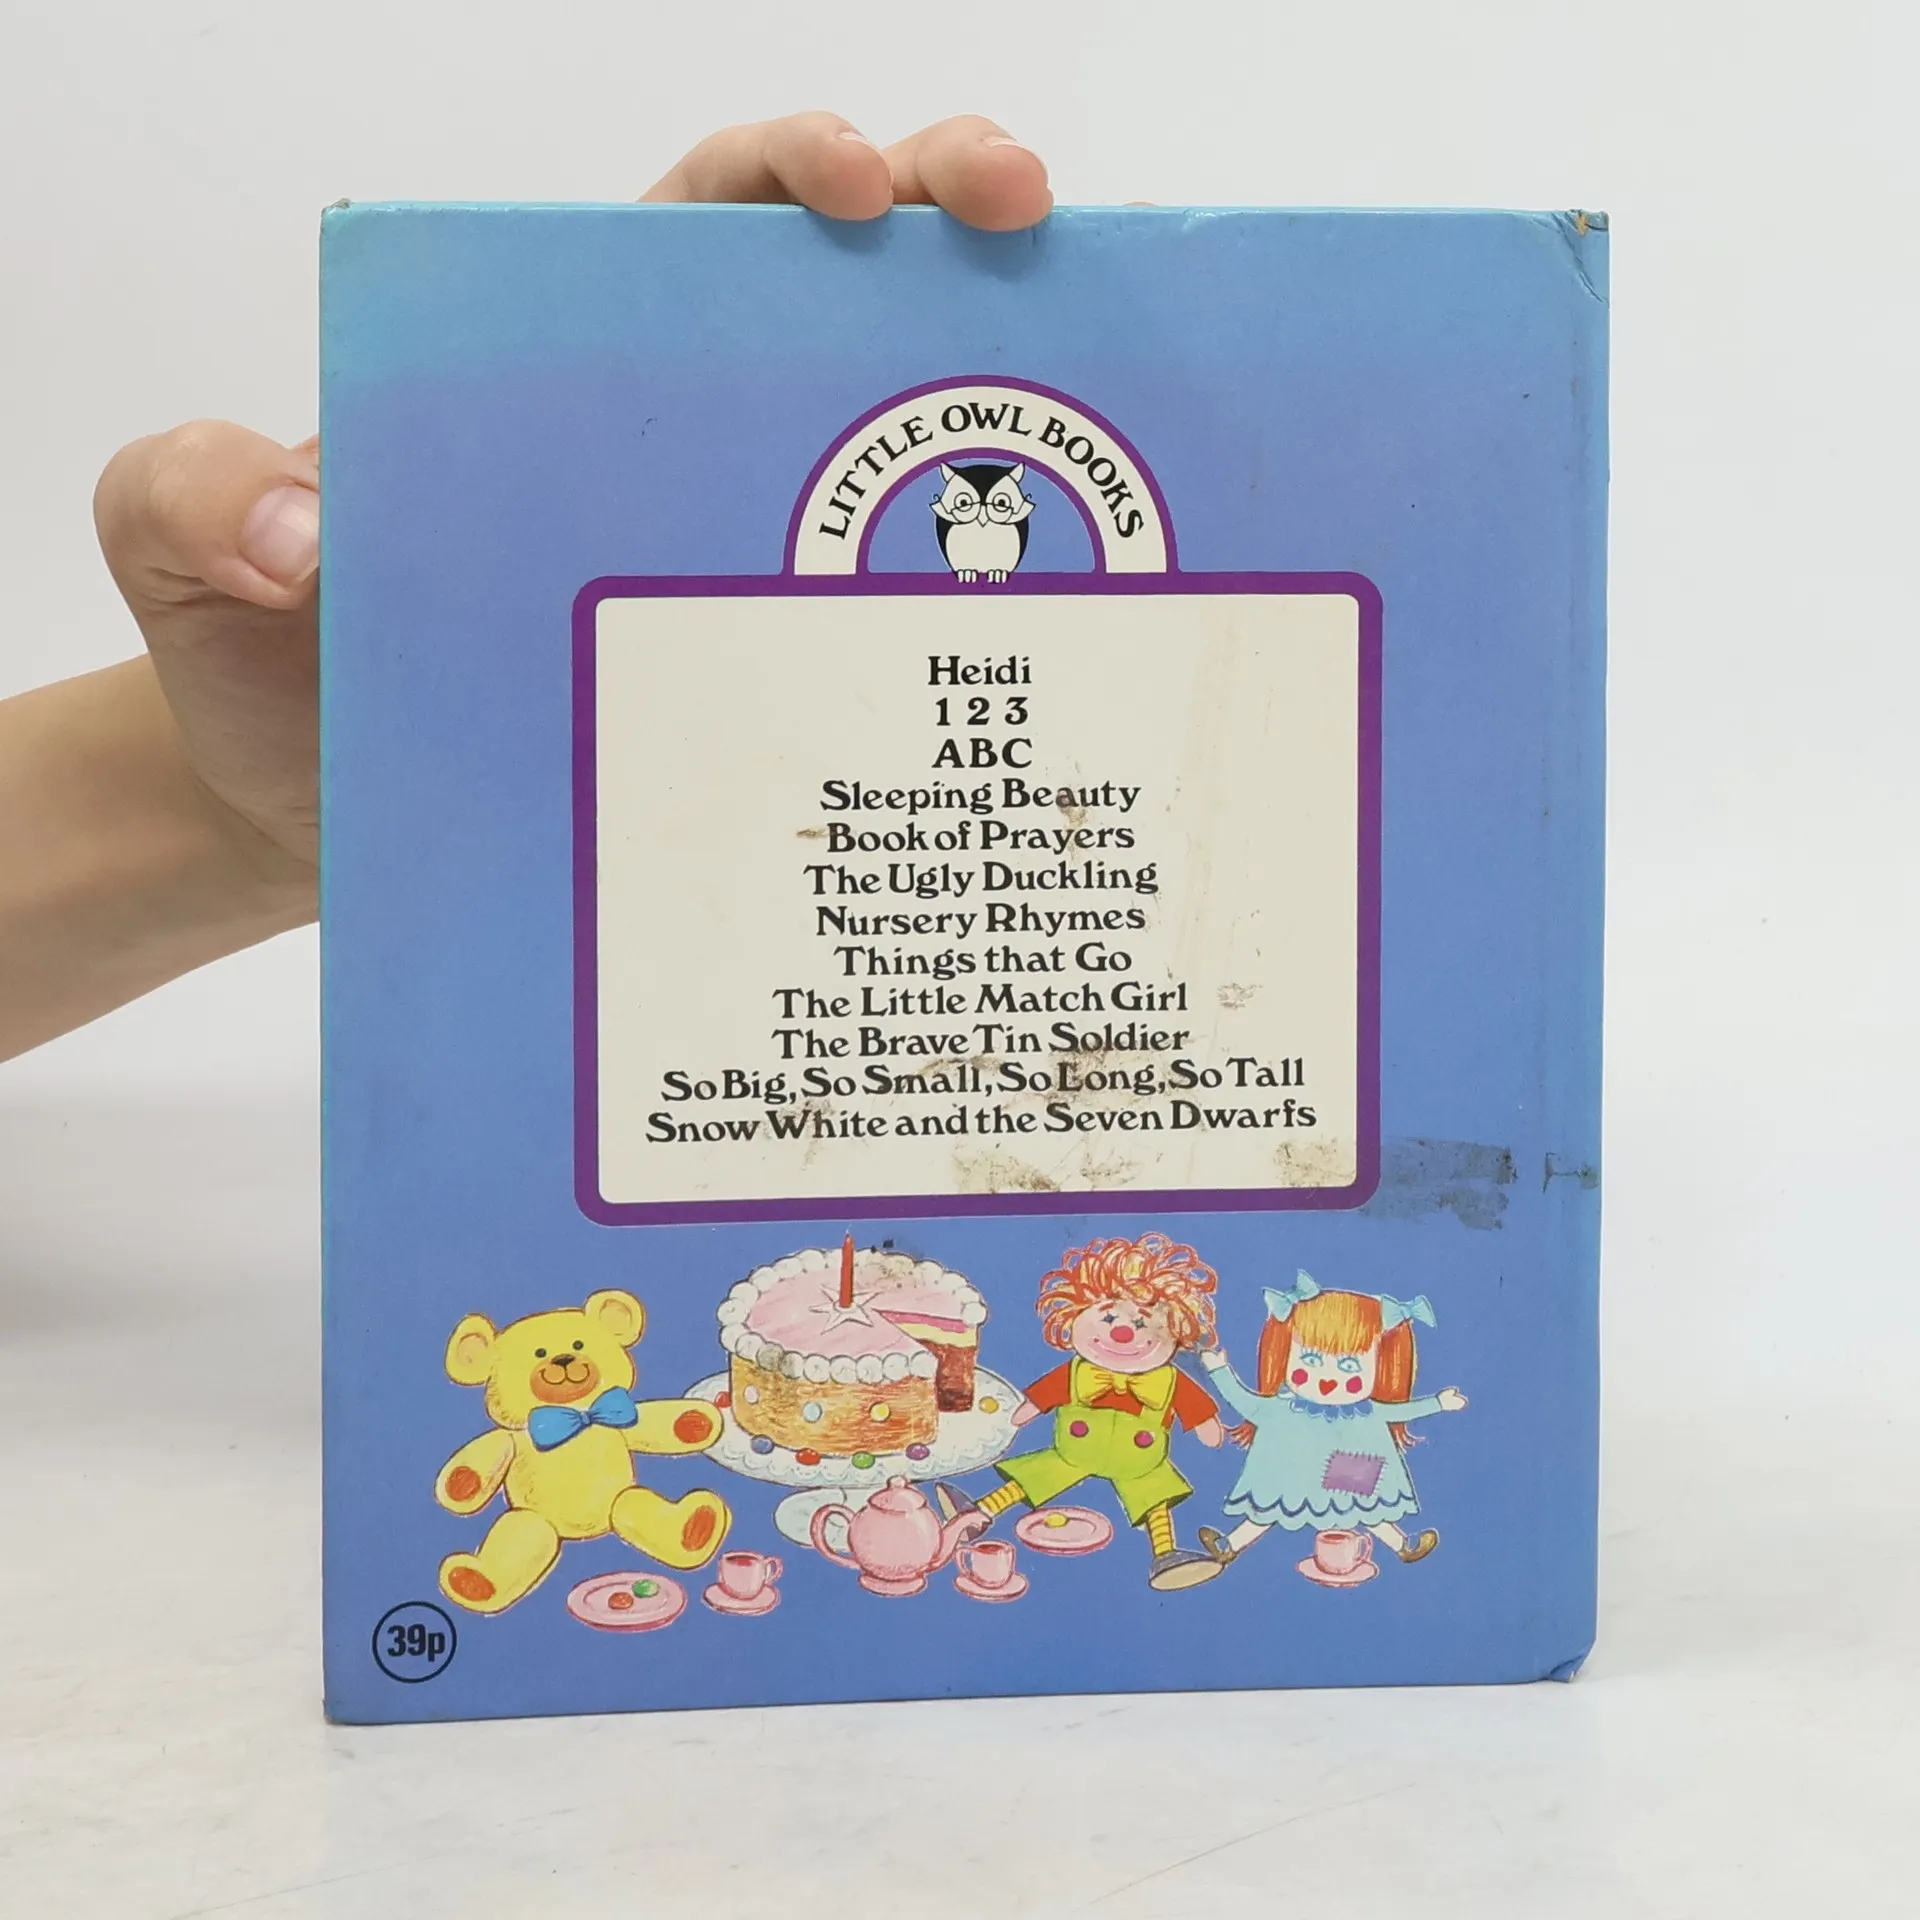 LITTLE OWL BOOKS
Heidi
1 2 3
ABC
Sleeping Beauty
Book of Prayers
The Ugly Duckling
Nursery Rhymes
Things that Go
The Little Match Girl
The Brave Tin Soldier
So Big, So Small, So Long, So Tall
Snow White and the Seven Dwarfs
39p